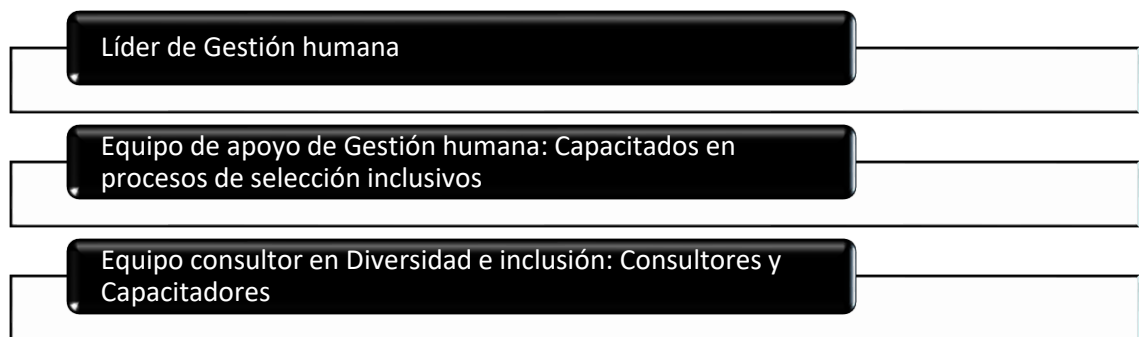 Líder de Gestión humana
Equipo de apoyo de Gestión humana: Capacitados en
procesos de selección inclusivos
Equipo consultor en Diversidad e inclusión: Consultores y
Capacitadores